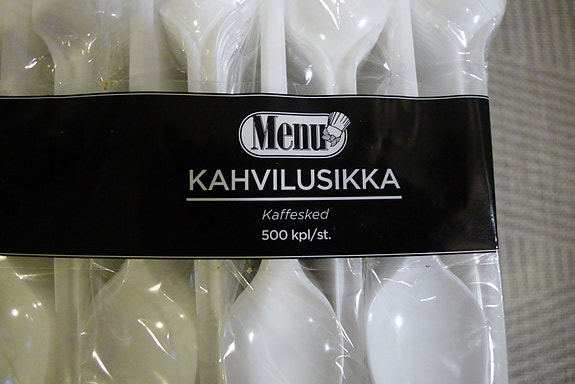 Menu
KAHVILUSIKKA
Kaffesked
500 kpl/st.